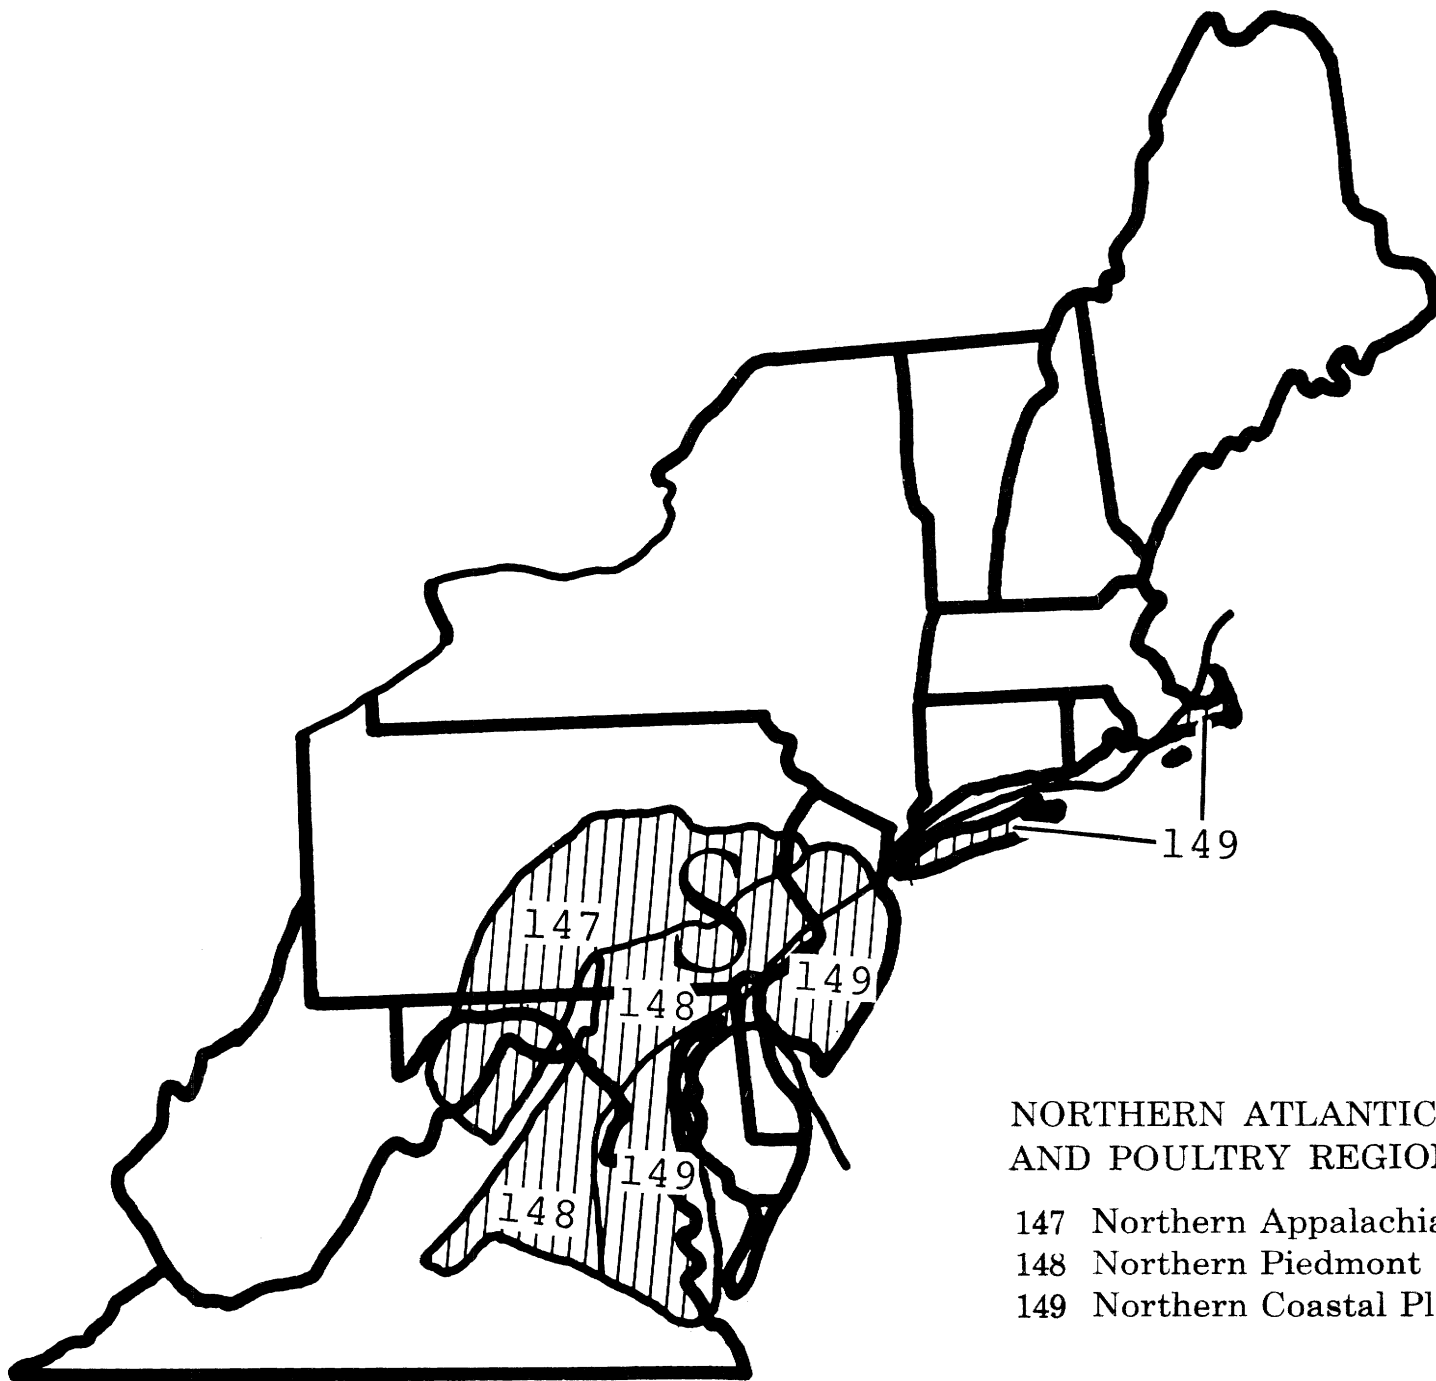 S
147
149
149
148
149
148
NORTHERN ATLANTIC
AND POULTRY REGIO
147 Northern Appalachi
148 Northern Piedmont
149 Northern Coastal Pl